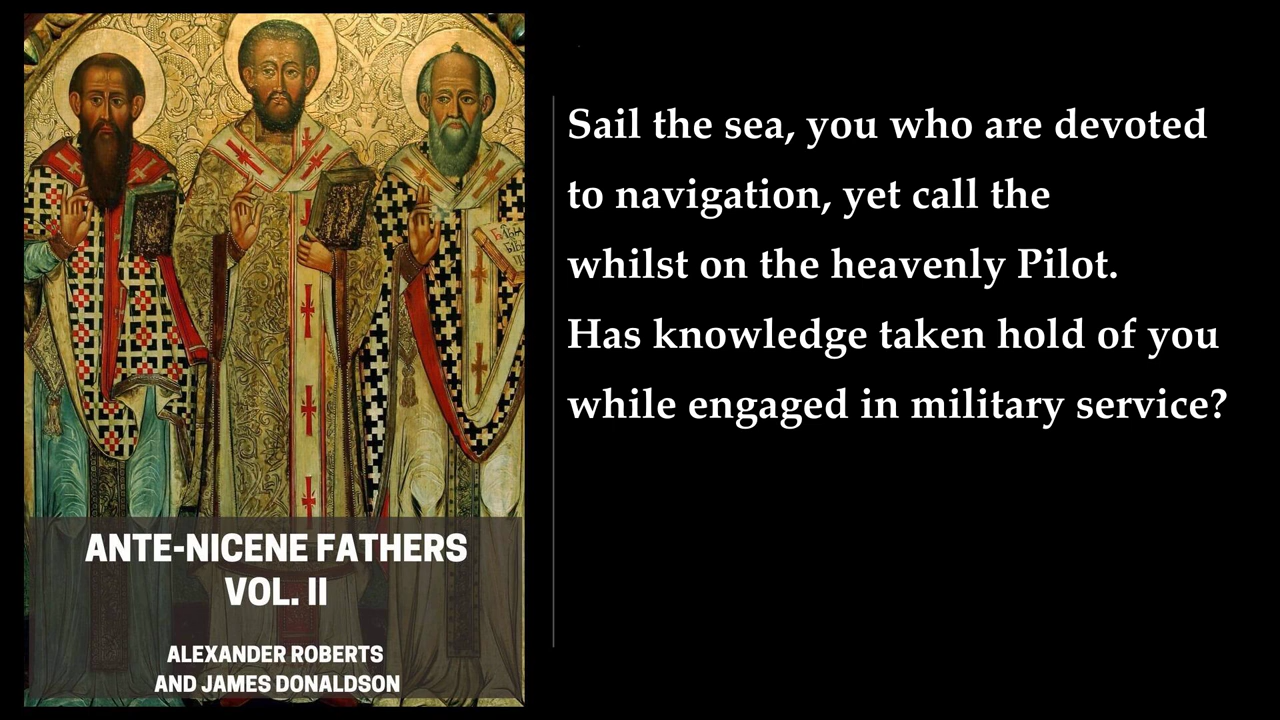 Sail the sea, you who are devoted
to navigation, yet call the
whilst on the heavenly Pilot.
Has knowledge taken hold of you
while engaged in military service?
ANTE-NICENE FATHERS
VOL. II
ALEXANDER ROBERTS
AND JAMES DONALDSON